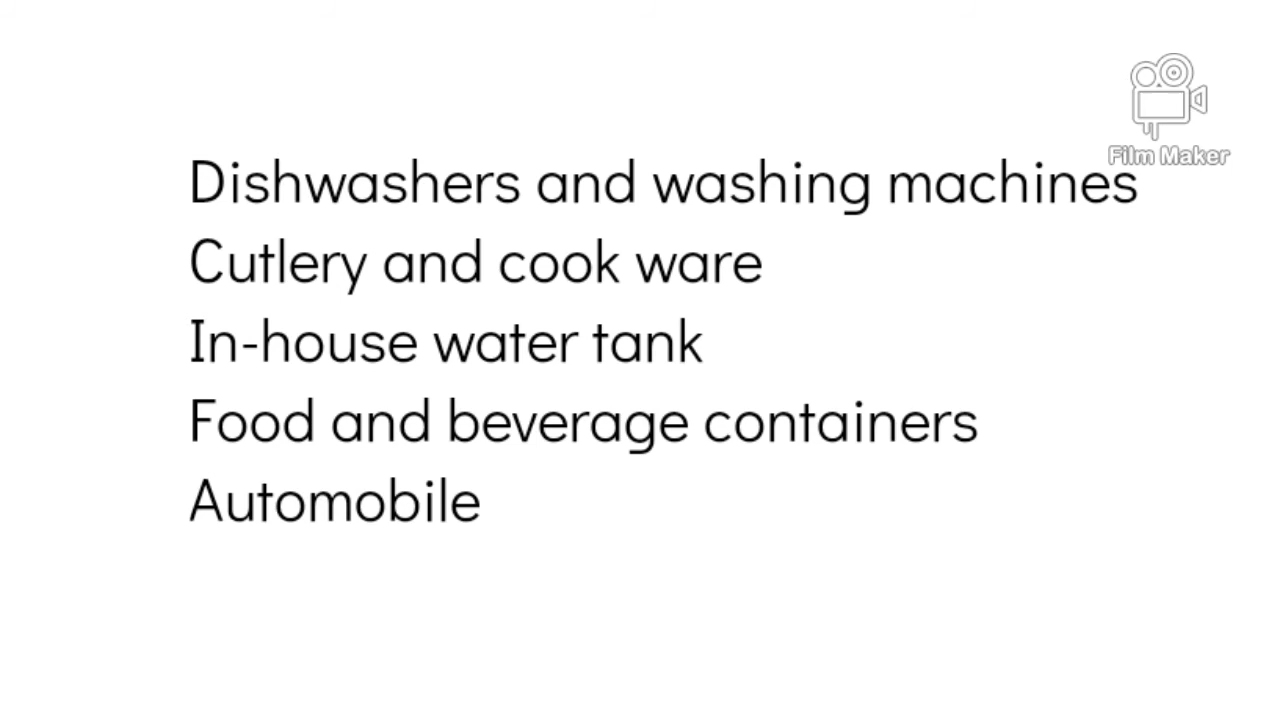 Film Maker
Dishwashers and washing machines
Cutlery and cook ware
In-house water tank
Food and beverage containers
Automobile